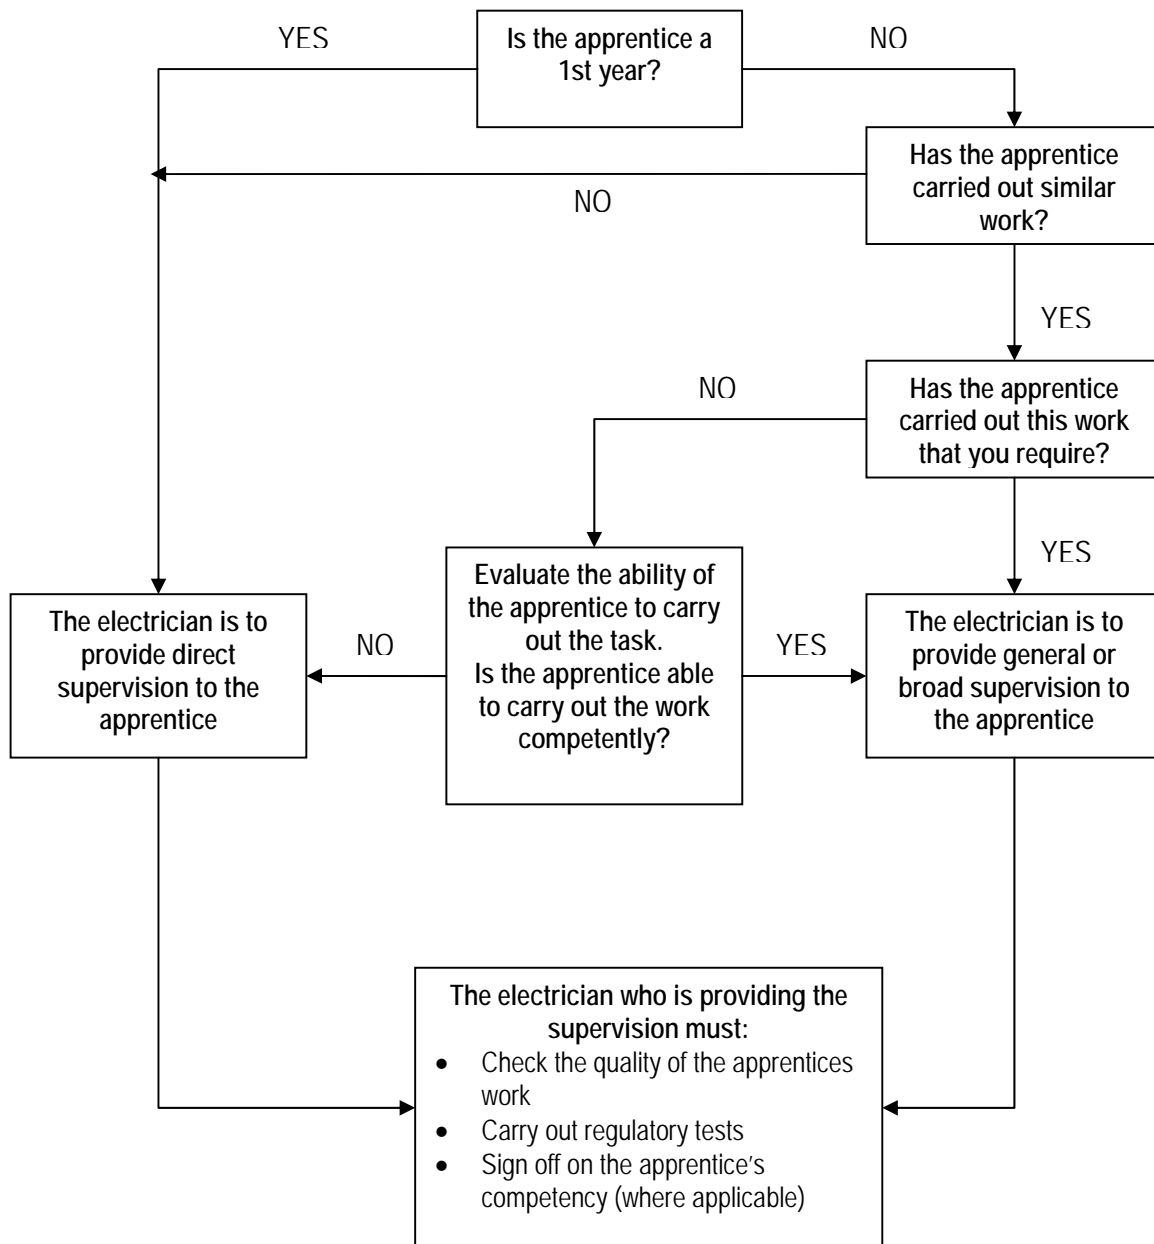 YES
Is the apprentice a
1st year?
NO
Has the apprentice
carried out similar
work?
NO
YES
Has the apprentice
carried out this work
that you require?
NO
YES
Evaluate the ability of
the apprentice to carry
out the task.
Is the apprentice able
to carry out the work
competently?
NO
YES
The electrician is to
provide direct
supervision to the
apprentice
The electrician is to
provide general or
broad supervision to
the apprentice
The electrician who is providing the
supervision must:
• Check the quality of the apprentices
work
• Carry out regulatory tests
• Sign off on the apprentice’s
competency (where applicable)